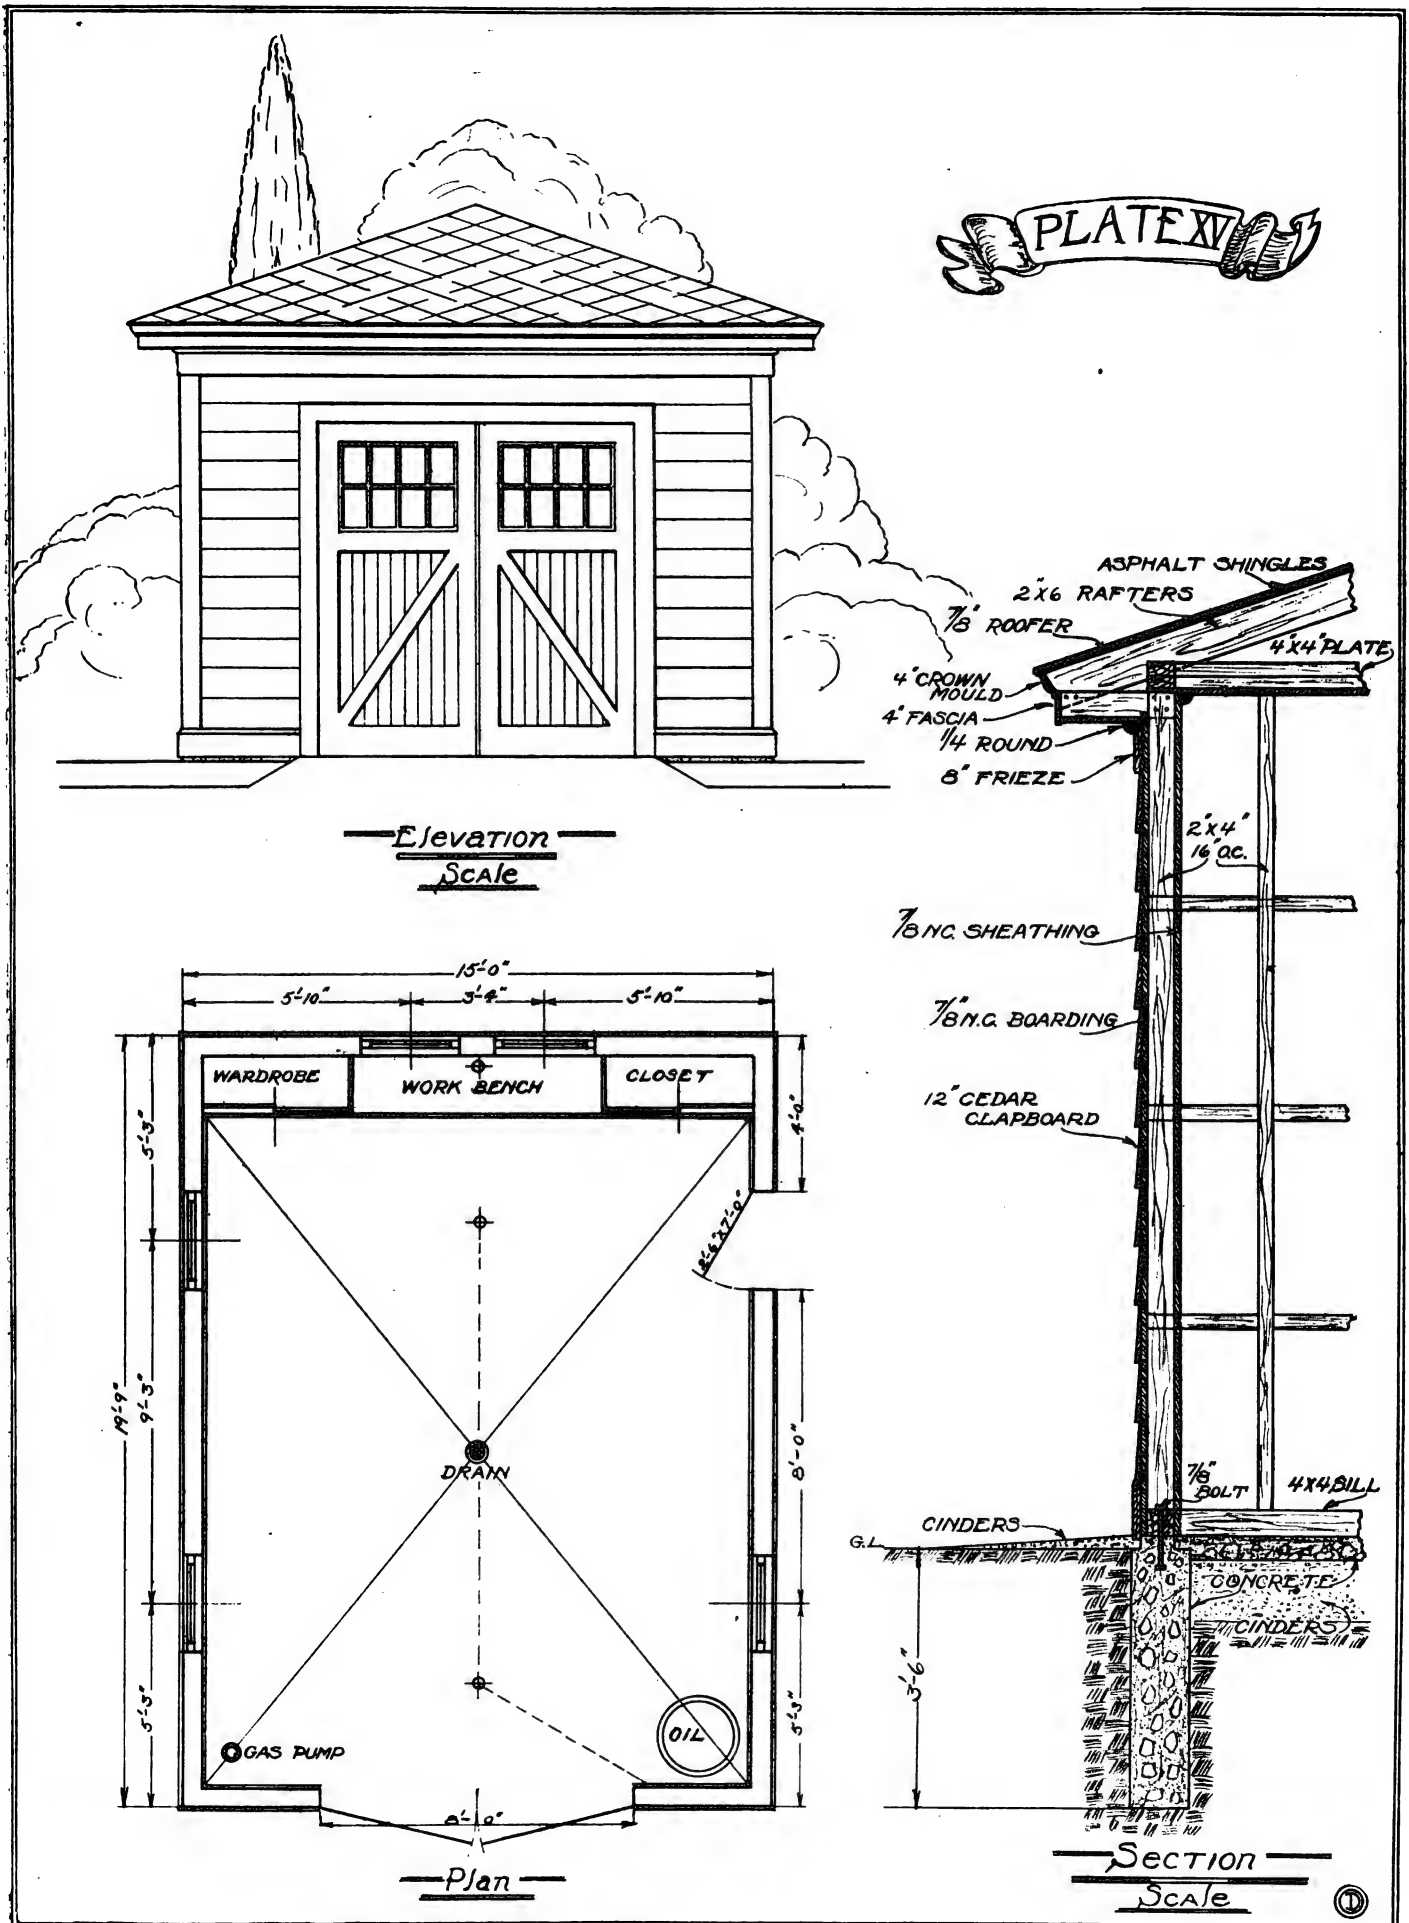 PLATE XV
ASPHALT SHINGLES
2"X6 RAFTERS
7/8" ROOFER
4"X4" PLATE
4" CROWN
MOULD
4" FASCIA
1/4 ROUND
8" FRIEZE
2"X4"
16" O.C.
7/8 N.C. SHEATHING
7/8" N.C. BOARDING
12" CEDAR
CLAPBOARD
7/8"
BOLT
4X4 SILL
CINDERS
G.L.
CONCRETE
CINDERS
3'-6"
Section
Scale
Elevation
Scale
15'-0"
5'-10" 3'-4" 5'-10"
WARDROBE
WORK BENCH
CLOSET
5'-3"
4'-0"
2'-6" X 7'-0"
19'-9"
9'-3"
8'-0"
DRAIN
5'-3"
5'-3"
OIL
GAS PUMP
8'-0"
Plan
D